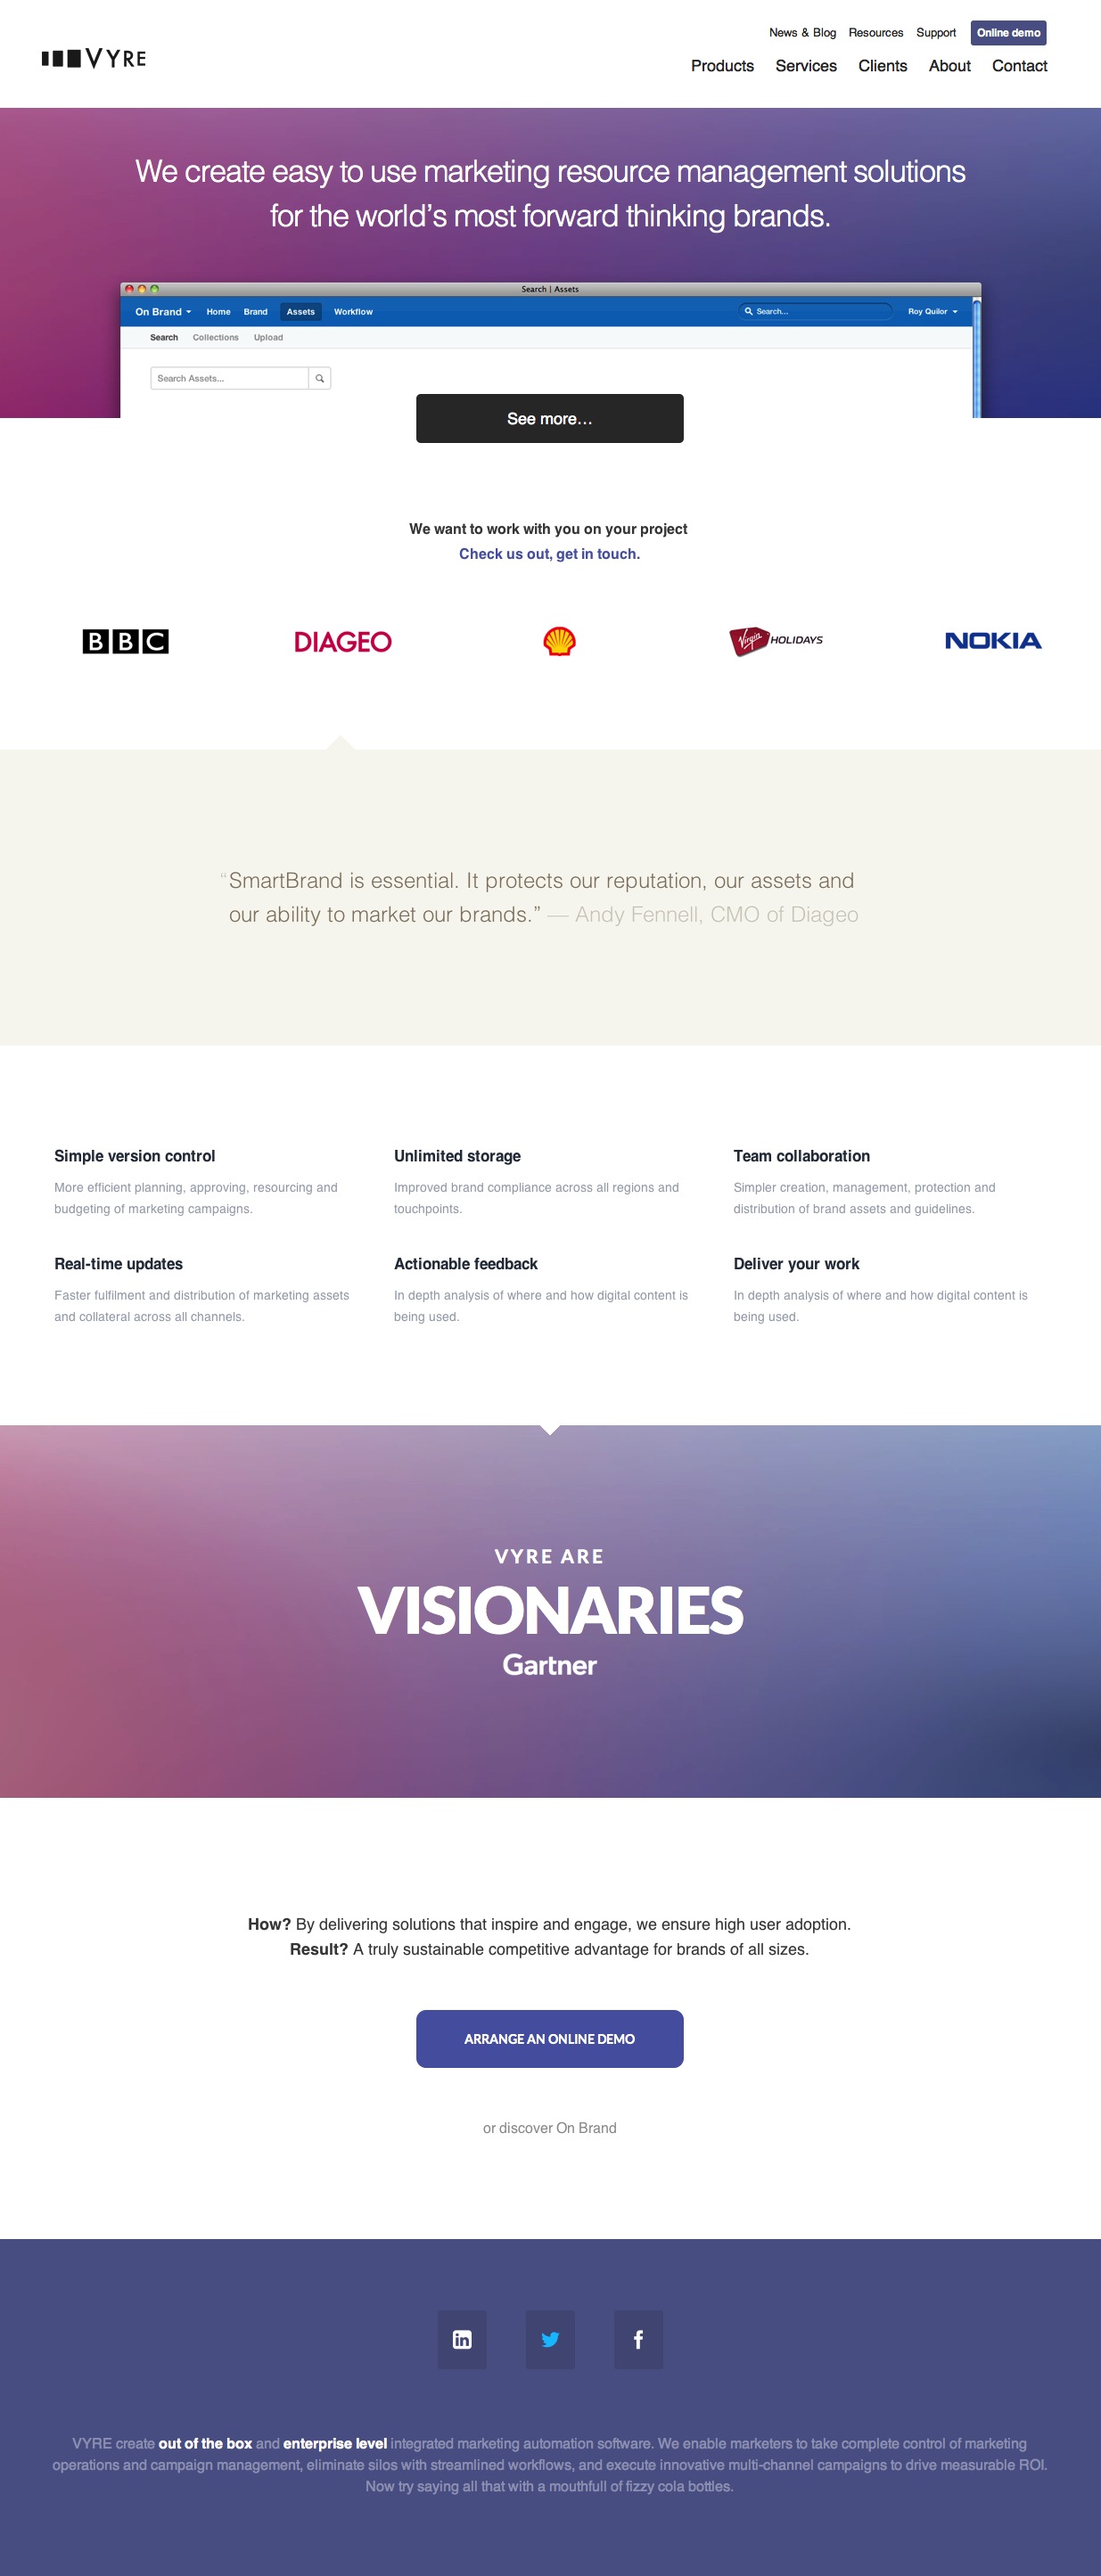 News & Blog Resources Support Online demo
VYRE
Products Services Clients About Contact
We create easy to use marketing resource management solutions
for the world’s most forward thinking brands.
Search | Assets
On Brand Home Brand Assets Workflow Search... Roy Quilor
Search Collections Upload
Search Assets...
See more...
We want to work with you on your project
Check us out, get in touch.
BBC DIAGEO Virgin HOLIDAYS NOKIA
“SmartBrand is essential. It protects our reputation, our assets and
our ability to market our brands.” — Andy Fennell, CMO of Diageo
Simple version control
More efficient planning, approving, resourcing and
budgeting of marketing campaigns.
Unlimited storage
Improved brand compliance across all regions and
touchpoints.
Team collaboration
Simpler creation, management, protection and
distribution of brand assets and guidelines.
Real-time updates
Faster fulfilment and distribution of marketing assets
and collateral across all channels.
Actionable feedback
In depth analysis of where and how digital content is
being used.
Deliver your work
In depth analysis of where and how digital content is
being used.
VYRE ARE
VISIONARIES
Gartner
How? By delivering solutions that inspire and engage, we ensure high user adoption.
Result? A truly sustainable competitive advantage for brands of all sizes.
ARRANGE AN ONLINE DEMO
or discover On Brand
VYRE create out of the box and enterprise level integrated marketing automation software. We enable marketers to take complete control of marketing
operations and campaign management, eliminate silos with streamlined workflows, and execute innovative multi-channel campaigns to drive measurable ROI.
Now try saying all that with a mouthfull of fizzy cola bottles.